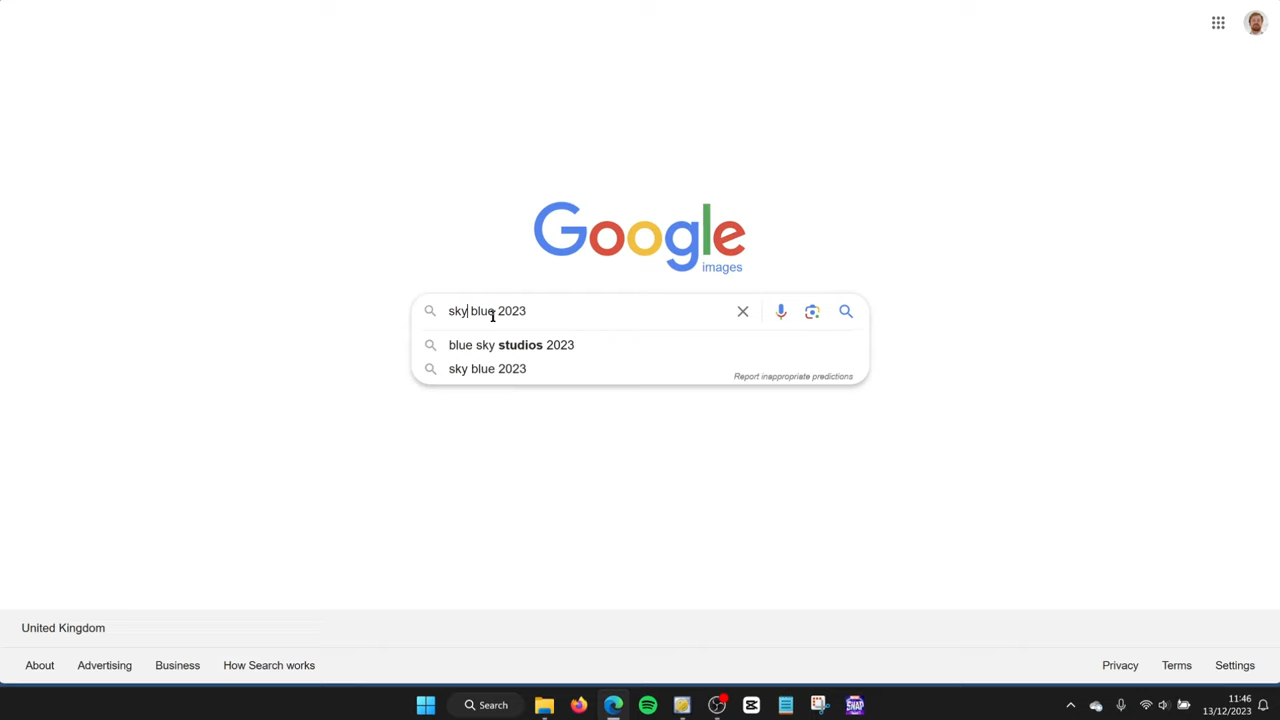 Google
images
sky blue 2023
blue sky studios 2023
sky blue 2023
Report inappropriate predictions
United Kingdom
About Advertising Business How Search works Privacy Terms Settings
Search
11:46
13/12/2023
SNAP